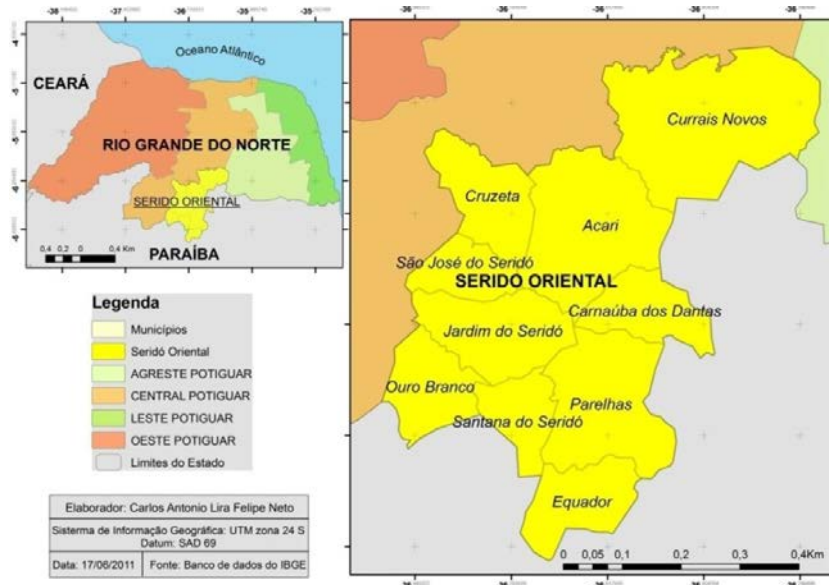 Oceano Atlântico
CEARÁ
RIO GRANDE DO NORTE
SERIDO ORIENTAL
0,4 0,2 0 0,4 Km
PARAÍBA
Legenda
Municípios
Seridó Oriental
AGRESTE POTIGUAR
CENTRAL POTIGUAR
LESTE POTIGUAR
OESTE POTIGUAR
Limites do Estado
Elaborador: Carlos Antonio Lira Felipe Neto
Sisterma de Informação Geográfica: UTM zona 24 S
Datum: SAD 69
Data: 17/06/2011
Fonte: Banco de dados do IBGE
Currais Novos
Cruzeta
Acari
São José do Seridó
SERIDO ORIENTAL
Carnaúba dos Dantas
Jardim do Seridó
Ouro Branco
Parelhas
Santana do Seridó
Equador
0 0,05 0,1 0,2 0,3 0,4Km